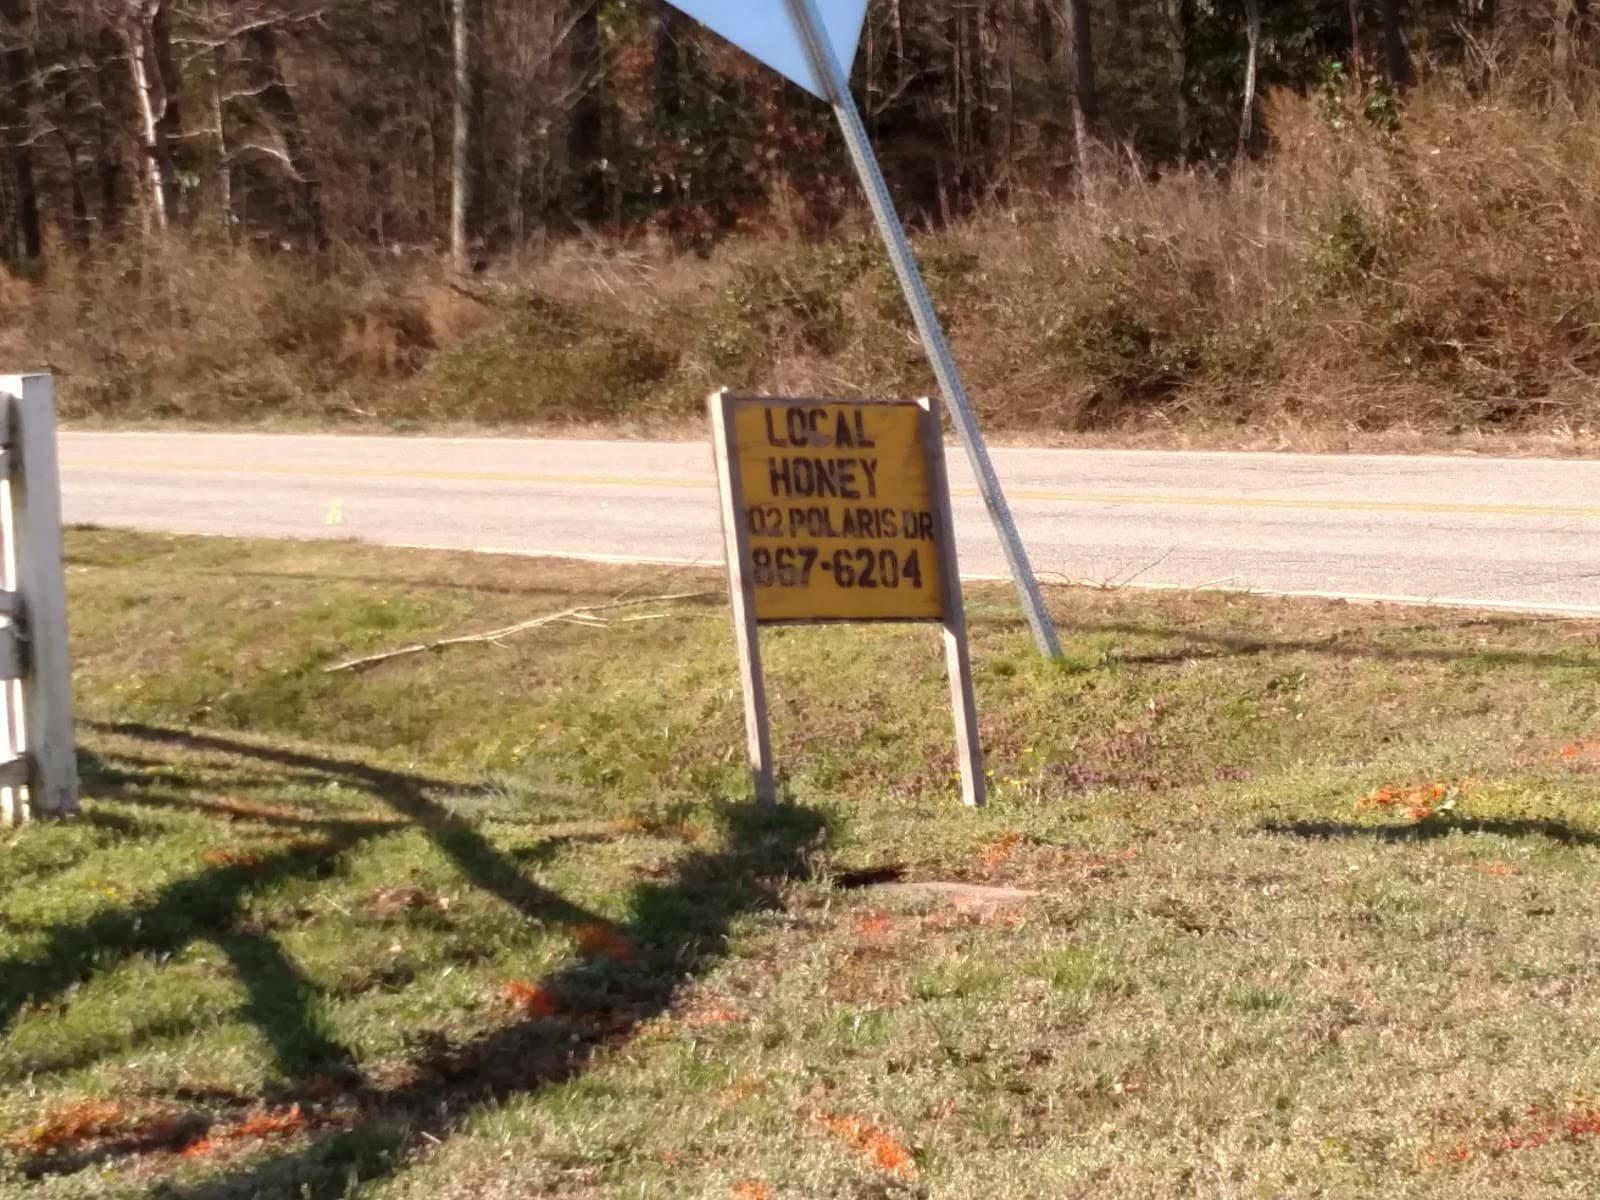 LOCAL
HONEY
02 POLARIS DR
867-6204